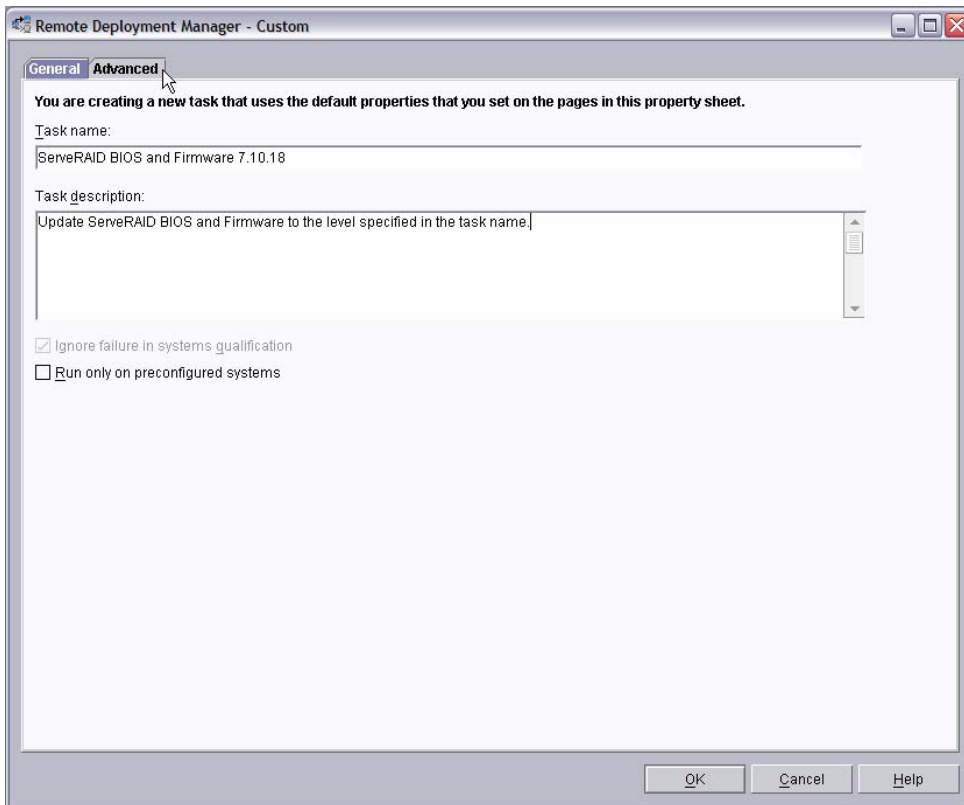 Remote Deployment Manager - Custom
General Advanced
You are creating a new task that uses the default properties that you set on the pages in this property sheet.
Task name:
ServeRAID BIOS and Firmware 7.10.18
Task description:
Update ServeRAID BIOS and Firmware to the level specified in the task name.
Ignore failure in systems qualification
Run only on preconfigured systems
OK Cancel Help